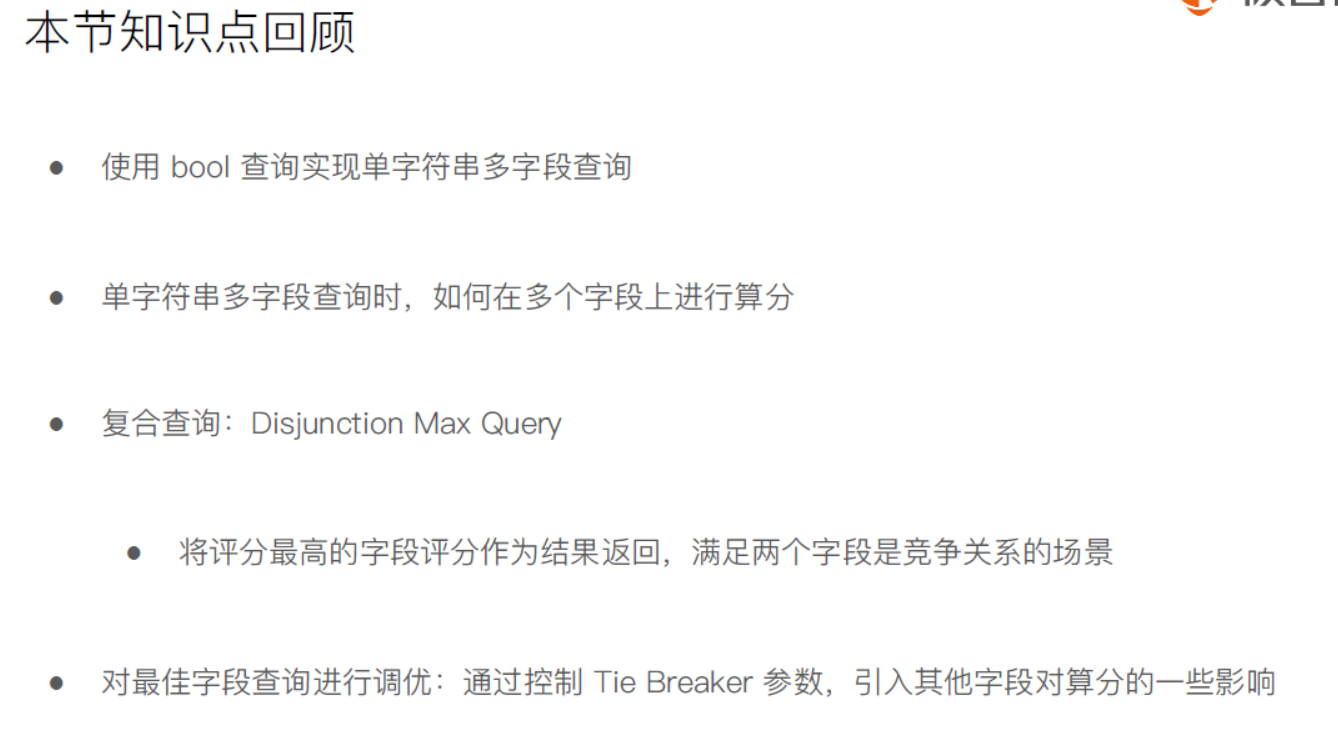 本节知识点回顾
● 使用 bool 查询实现单字符串多字段查询
● 单字符串多字段查询时，如何在多个字段上进行算分
● 复合查询：Disjunction Max Query
● 将评分最高的字段评分作为结果返回，满足两个字段是竞争关系的场景
● 对最佳字段查询进行调优：通过控制 Tie Breaker 参数，引入其他字段对算分的一些影响